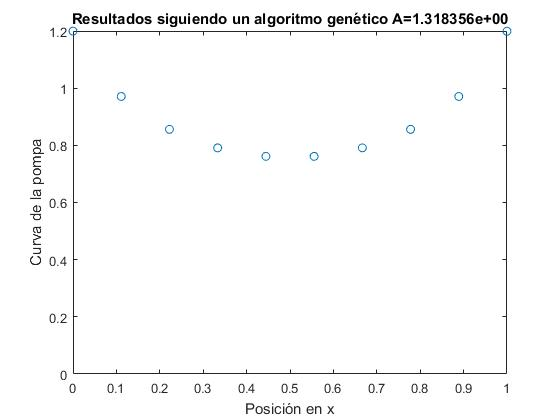 Resultados siguiendo un algoritmo genético A=1.318356e+00
1.2
1
0.8
0.6
0.4
0.2
0
Curva de la pompa
0 0.1 0.2 0.3 0.4 0.5 0.6 0.7 0.8 0.9 1
Posición en x